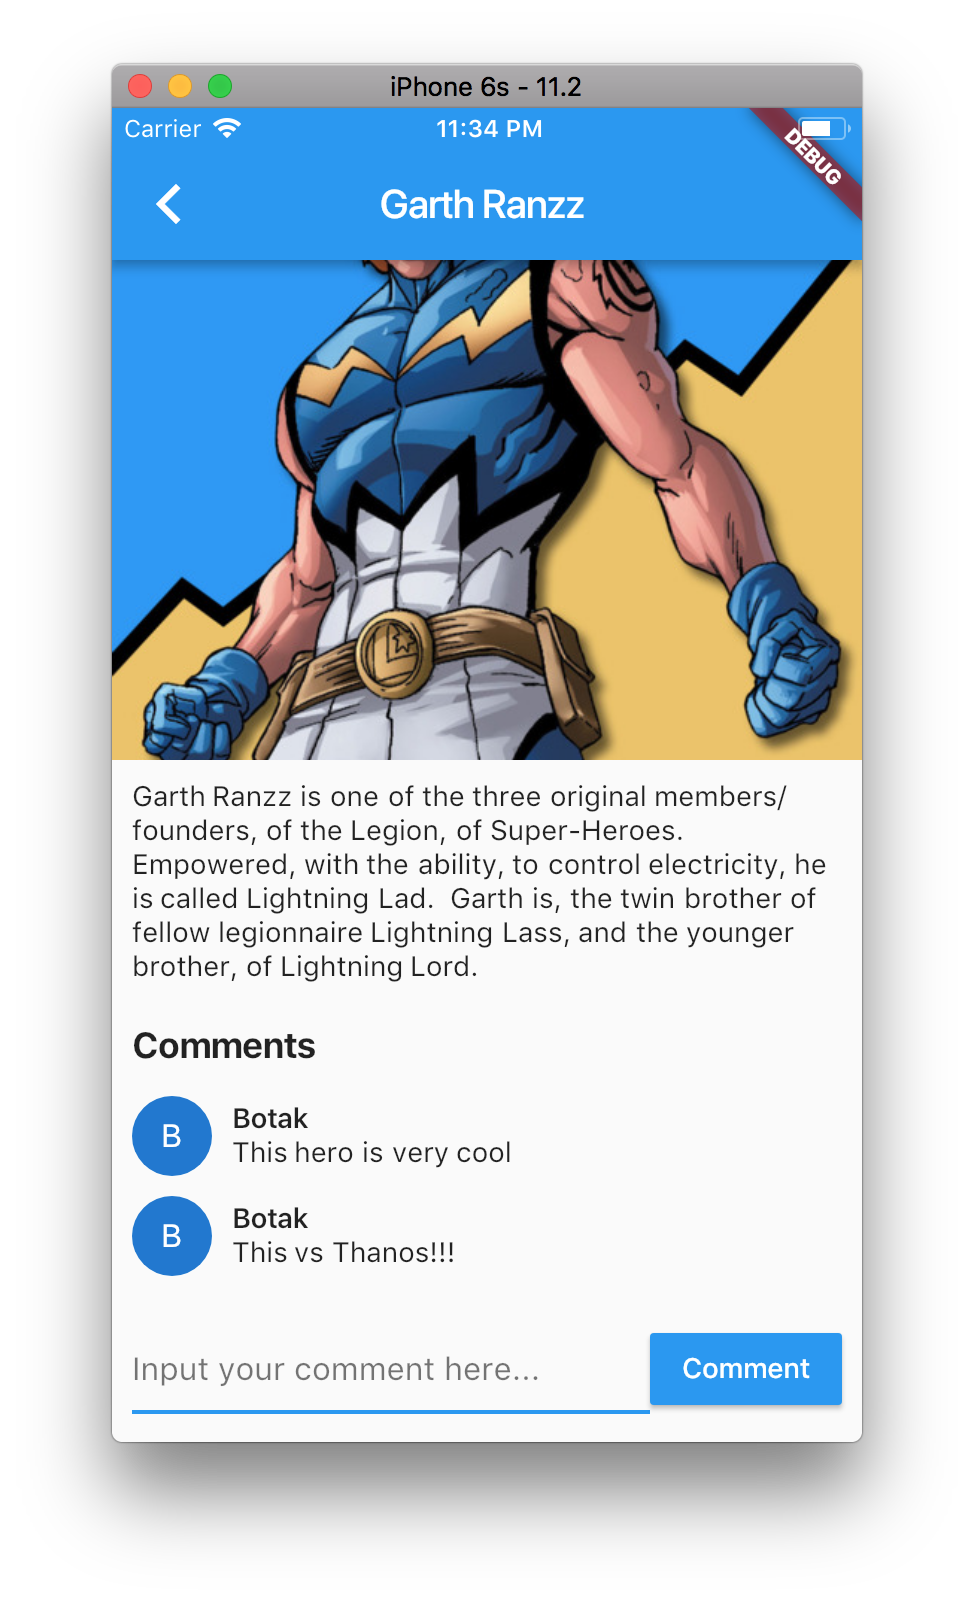 iPhone 6s - 11.2
Carrier 11:34 PM
DEBUG
Garth Ranzz
Garth Ranzz is one of the three original members/
founders, of the Legion, of Super-Heroes.
Empowered, with the ability, to control electricity, he
is called Lightning Lad.  Garth is, the twin brother of
fellow legionnaire Lightning Lass, and the younger
brother, of Lightning Lord.
Comments
B
Botak
This hero is very cool
B
Botak
This vs Thanos!!!
Input your comment here...
Comment